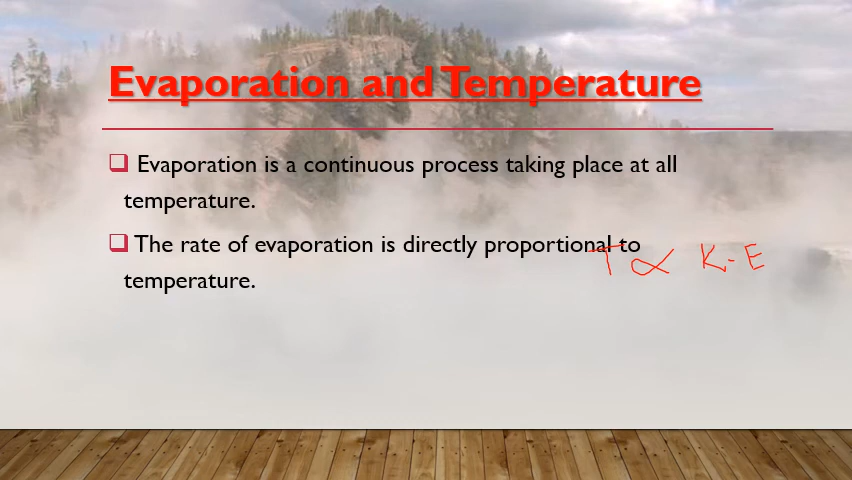 Evaporation and Temperature
Evaporation is a continuous process taking place at all
temperature.
The rate of evaporation is directly proportional to
temperature.
T ∝ K.E